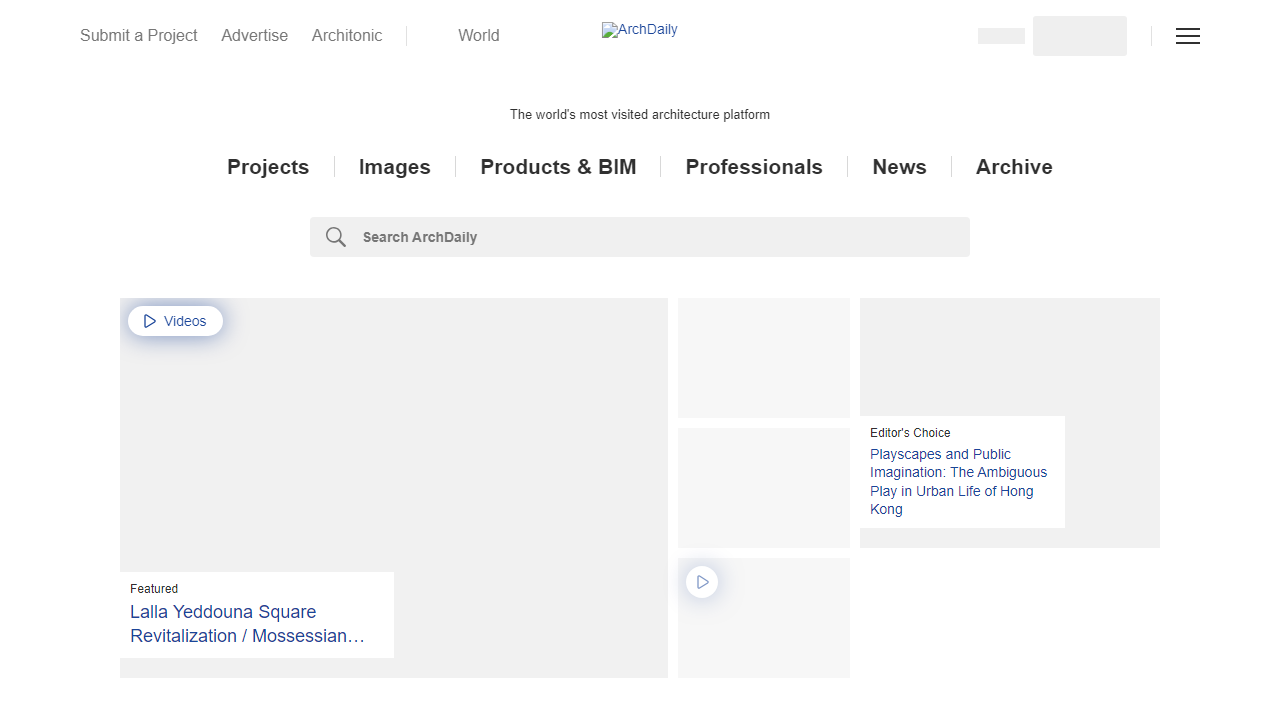 Submit a Project Advertise Architonic World ArchDaily
The world's most visited architecture platform
Projects Images Products & BIM Professionals News Archive
Search ArchDaily
Videos
Featured
Lalla Yeddouna Square
Revitalization / Mossessian…
Editor's Choice
Playscapes and Public
Imagination: The Ambiguous
Play in Urban Life of Hong
Kong